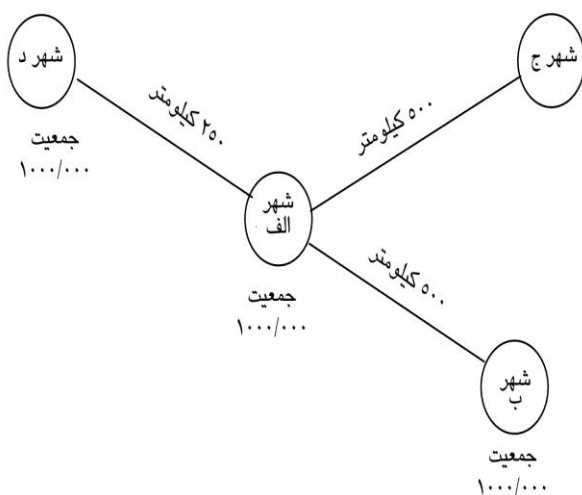 شهر د
شهر ج
۲۵۰ کیلومتر
۵۰۰ کیلومتر
جمعیت
۱۰۰۰/۰۰۰
شهر
الف
۵۰۰ کیلومتر
جمعیت
۱۰۰۰/۰۰۰
شهر
ب
جمعیت
۱۰۰۰/۰۰۰